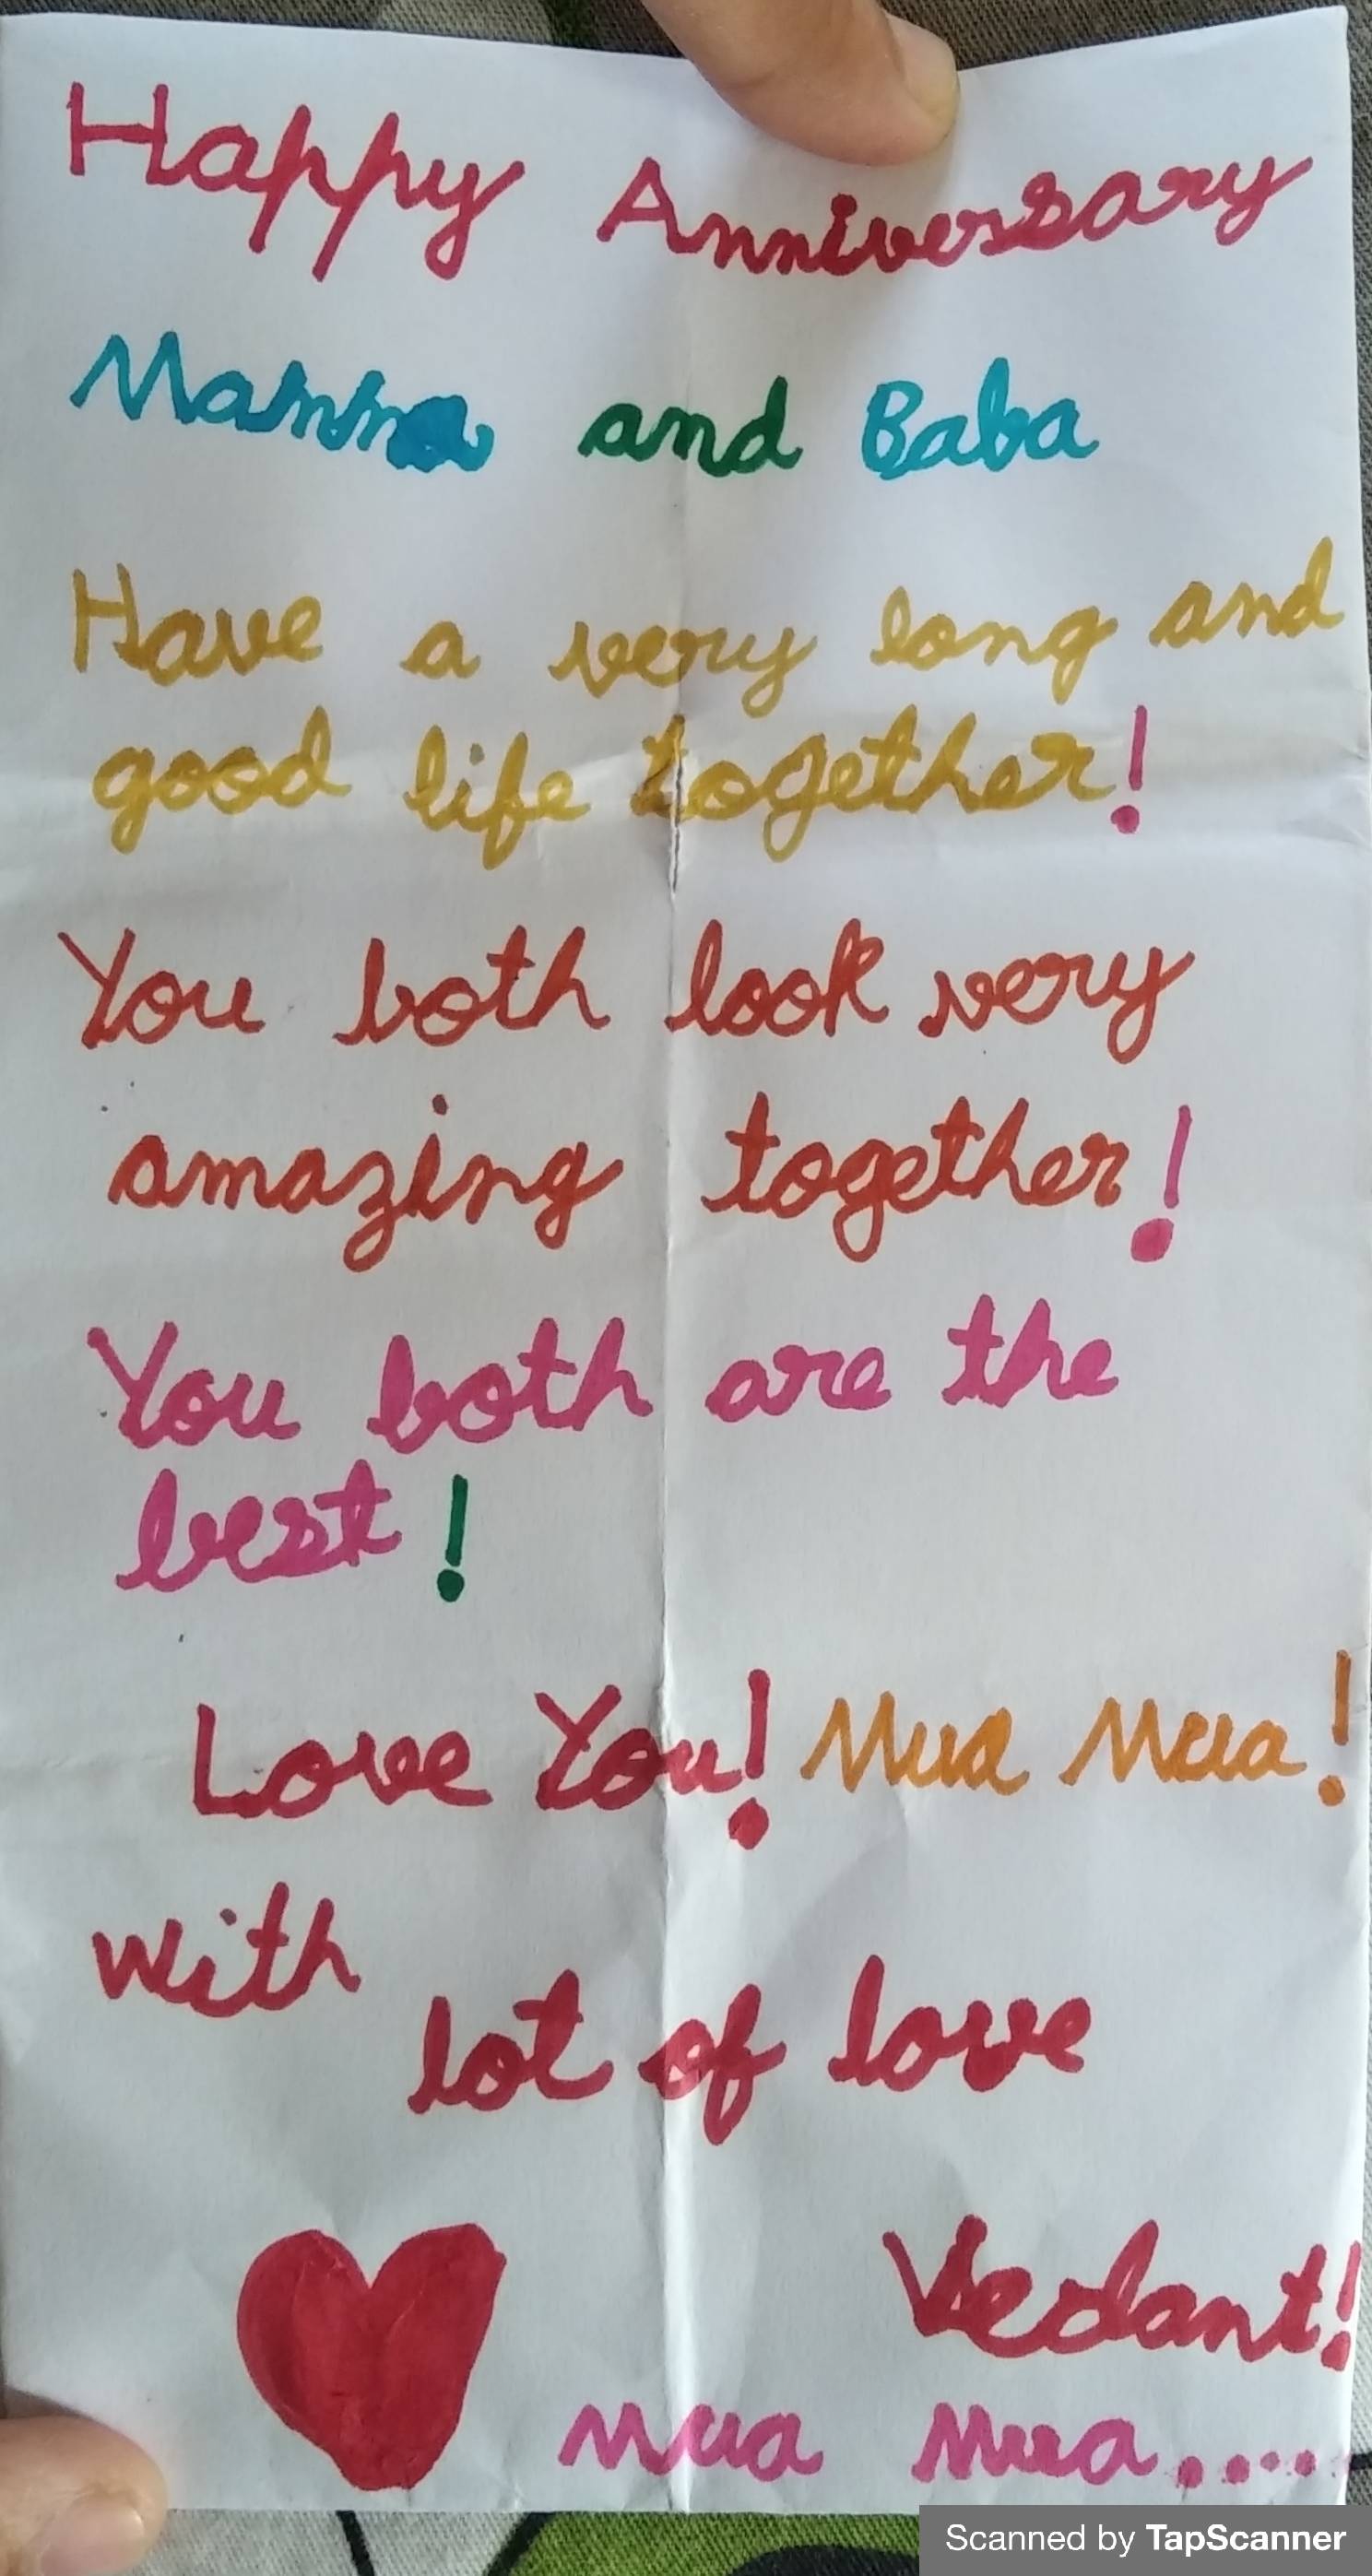 Happy Anniversary
Mamma and Baba
Have a very long and
good life together!
You both look very
amazing together!
You both are the
best!
Love You! Mua Mua!
with
lot of love
Vedant!
Mua Mua.....
Scanned by TapScanner